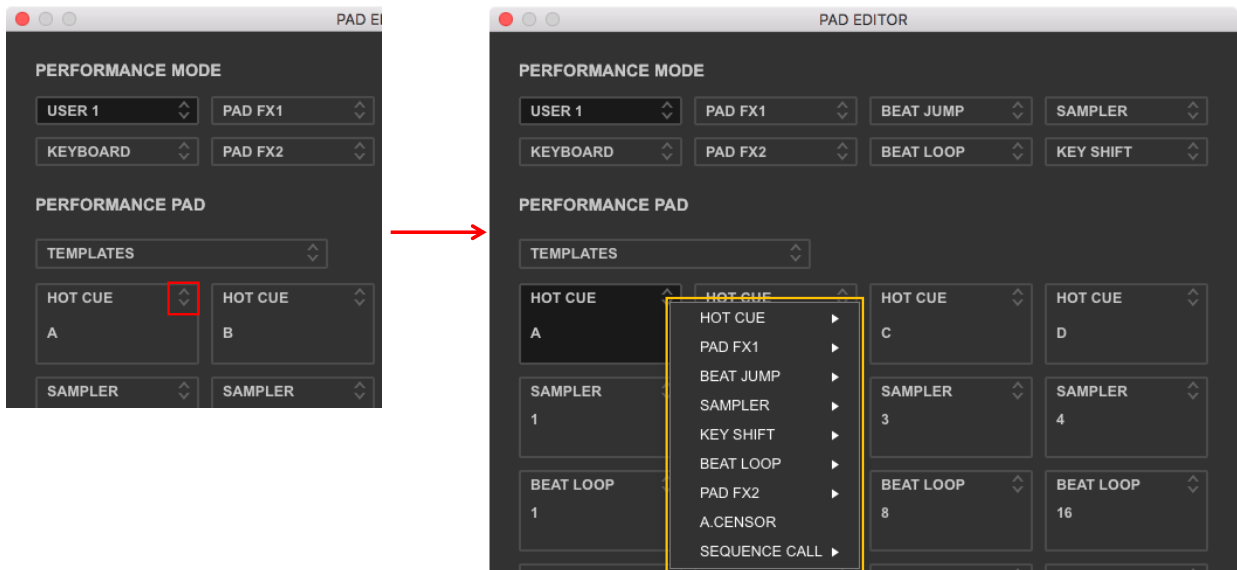 PAD EI
PERFORMANCE MODE
USER 1 PAD FX1
KEYBOARD PAD FX2
PERFORMANCE PAD
TEMPLATES
HOT CUE HOT CUE
A B
SAMPLER SAMPLER
PAD EDITOR
PERFORMANCE MODE
USER 1 PAD FX1 BEAT JUMP SAMPLER
KEYBOARD PAD FX2 BEAT LOOP KEY SHIFT
PERFORMANCE PAD
TEMPLATES
HOT CUE HOT CUE HOT CUE HOT CUE
A C D
SAMPLER SAMPLER SAMPLER
1 3 4
BEAT LOOP BEAT LOOP BEAT LOOP
1 8 16
HOT CUE
PAD FX1
BEAT JUMP
SAMPLER
KEY SHIFT
BEAT LOOP
PAD FX2
A.CENSOR
SEQUENCE CALL